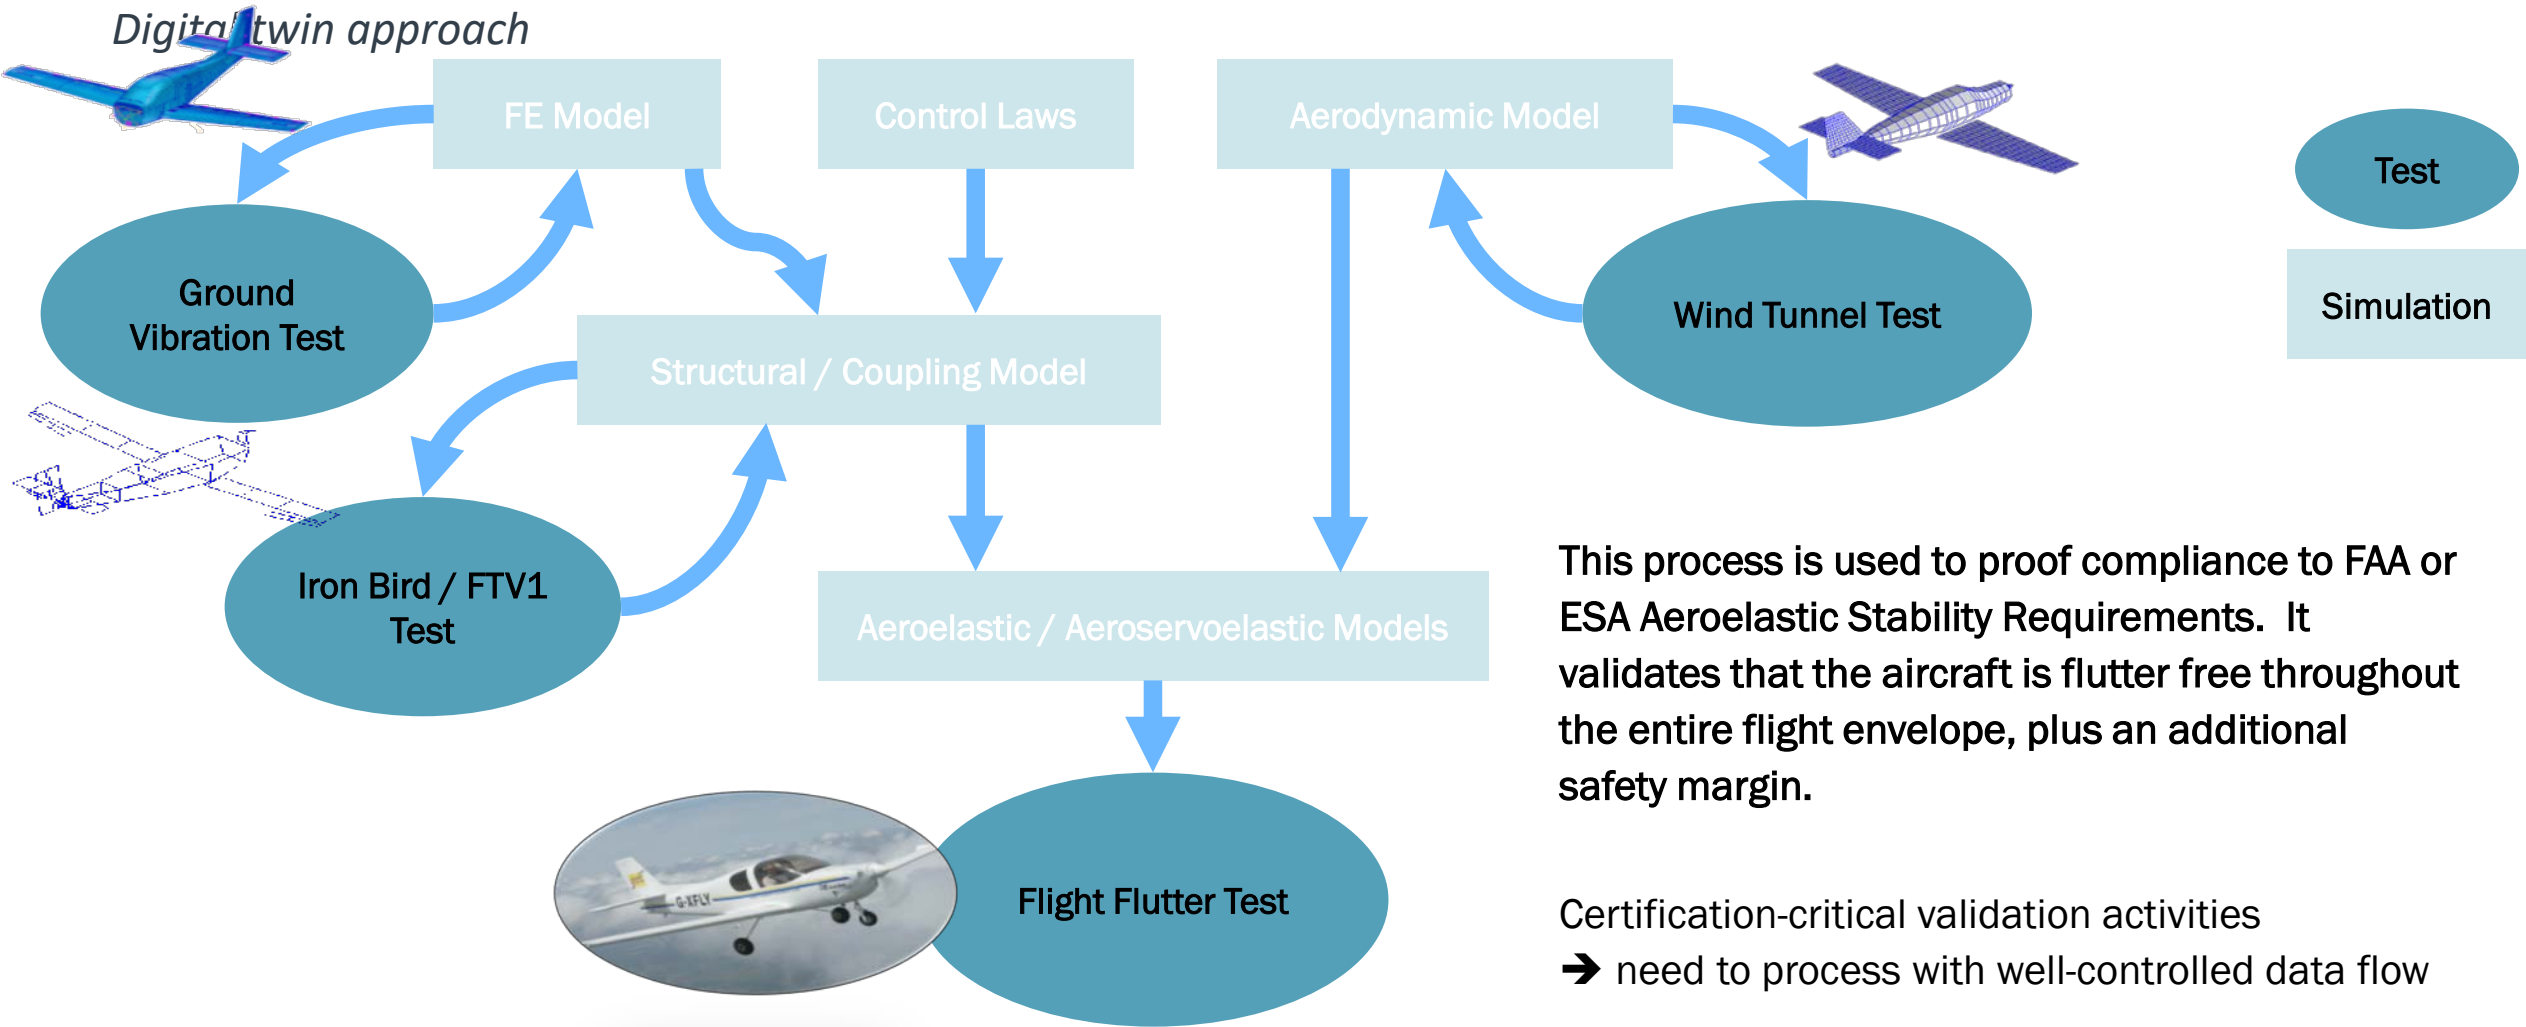 Digital twin approach
FE Model
Control Laws
Aerodynamic Model
Test
Ground
Vibration Test
Wind Tunnel Test
Simulation
Structural / Coupling Model
Iron Bird / FTV1
Test
Aeroelastic / Aeroservoelastic Models
This process is used to proof compliance to FAA or
ESA Aeroelastic Stability Requirements.  It
validates that the aircraft is flutter free throughout
the entire flight envelope, plus an additional
safety margin.
G-XFLY
Flight Flutter Test
Certification-critical validation activities
➔ need to process with well-controlled data flow